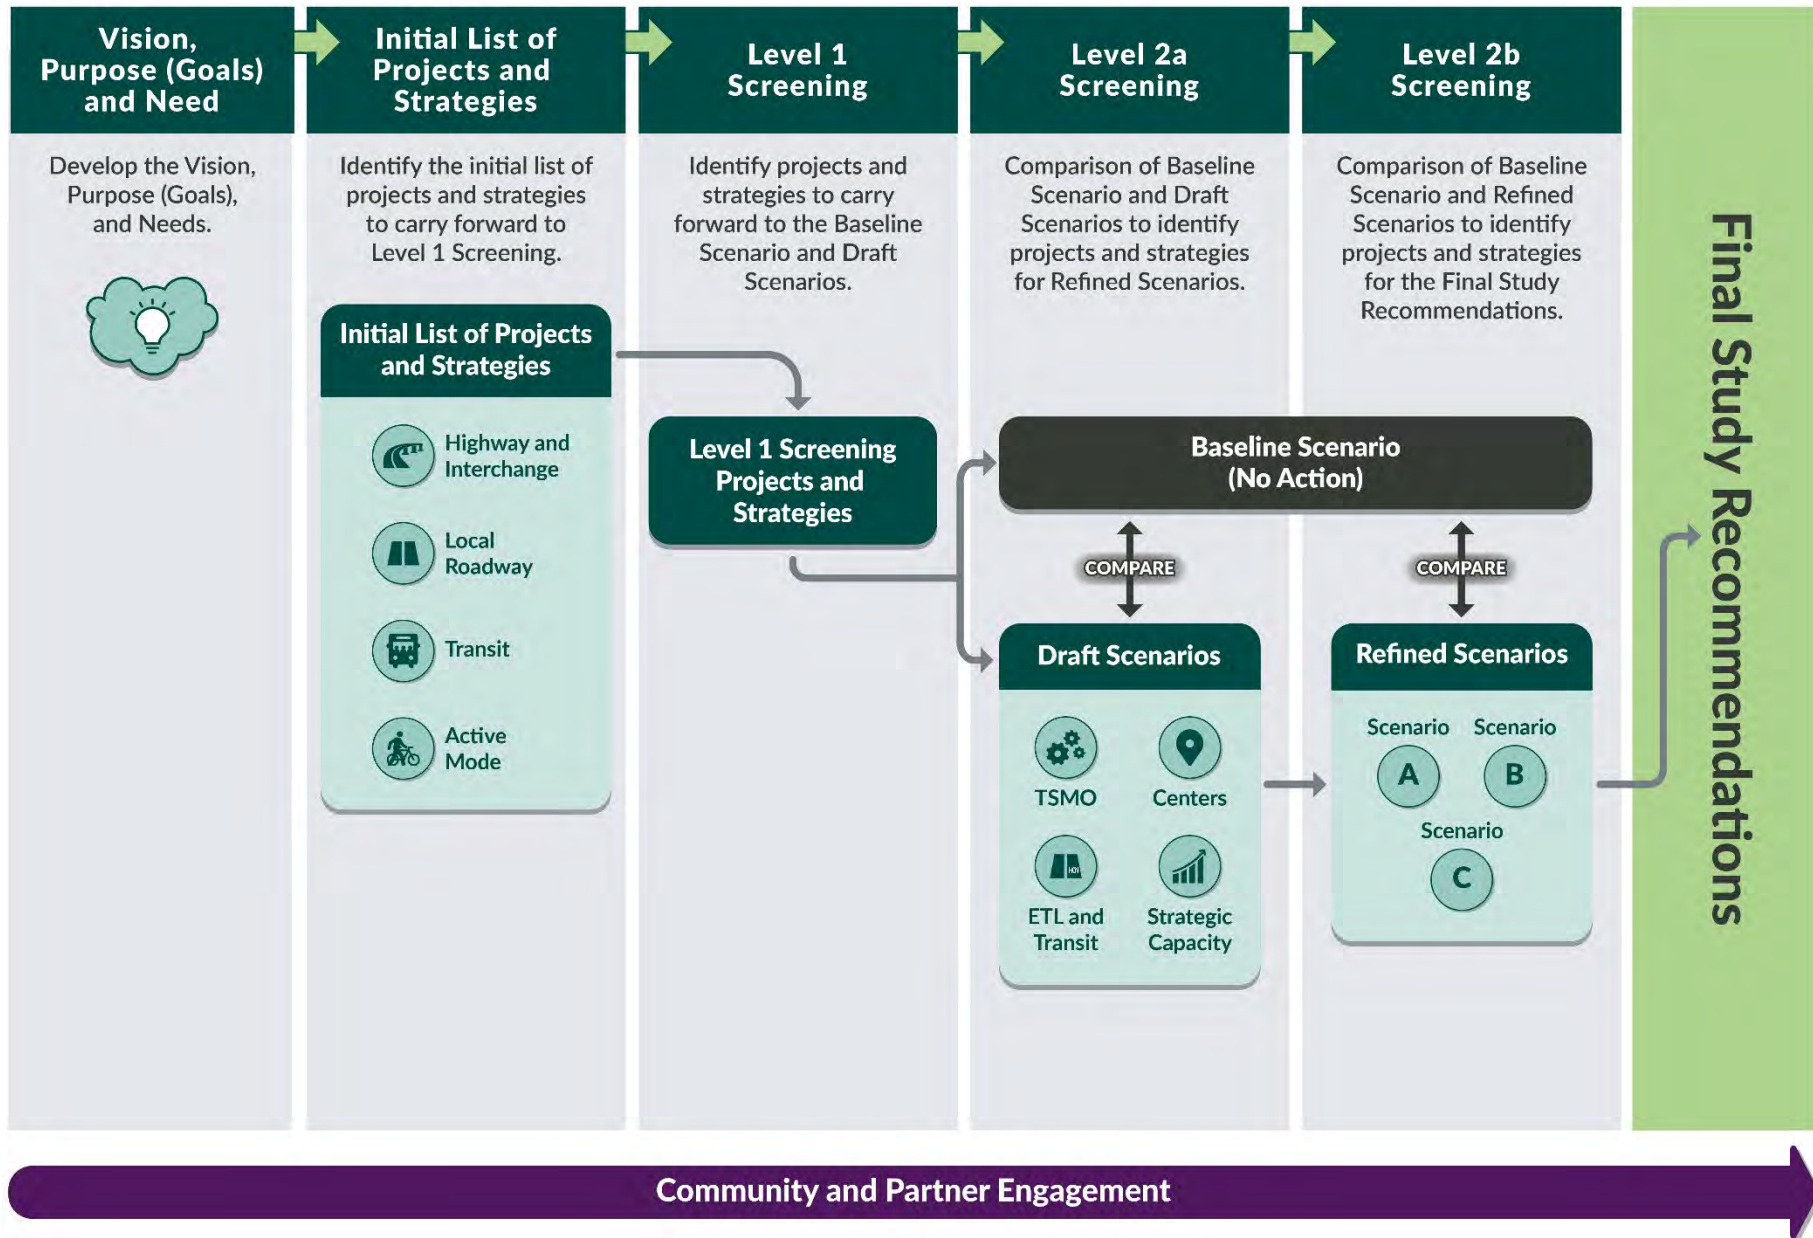 Vision,
Purpose (Goals)
and Need
Initial List of
Projects and
Strategies
Level 1
Screening
Level 2a
Screening
Level 2b
Screening
Develop the Vision,
Purpose (Goals),
and Needs.
Identify the initial list of
projects and strategies
to carry forward to
Level 1 Screening.
Identify projects and
strategies to carry
forward to the Baseline
Scenario and Draft
Scenarios.
Comparison of Baseline
Scenario and Draft
Scenarios to identify
projects and strategies
for Refined Scenarios.
Comparison of Baseline
Scenario and Refined
Scenarios to identify
projects and strategies
for the Final Study
Recommendations.
Initial List of Projects
and Strategies
Highway and
Interchange
Local
Roadway
Transit
Active
Mode
Level 1 Screening
Projects and
Strategies
Baseline Scenario
(No Action)
COMPARE
COMPARE
Draft Scenarios
TSMO
Centers
HOV
ETL and
Transit
Strategic
Capacity
Refined Scenarios
Scenario
A
Scenario
B
Scenario
C
Final Study Recommendations
Community and Partner Engagement